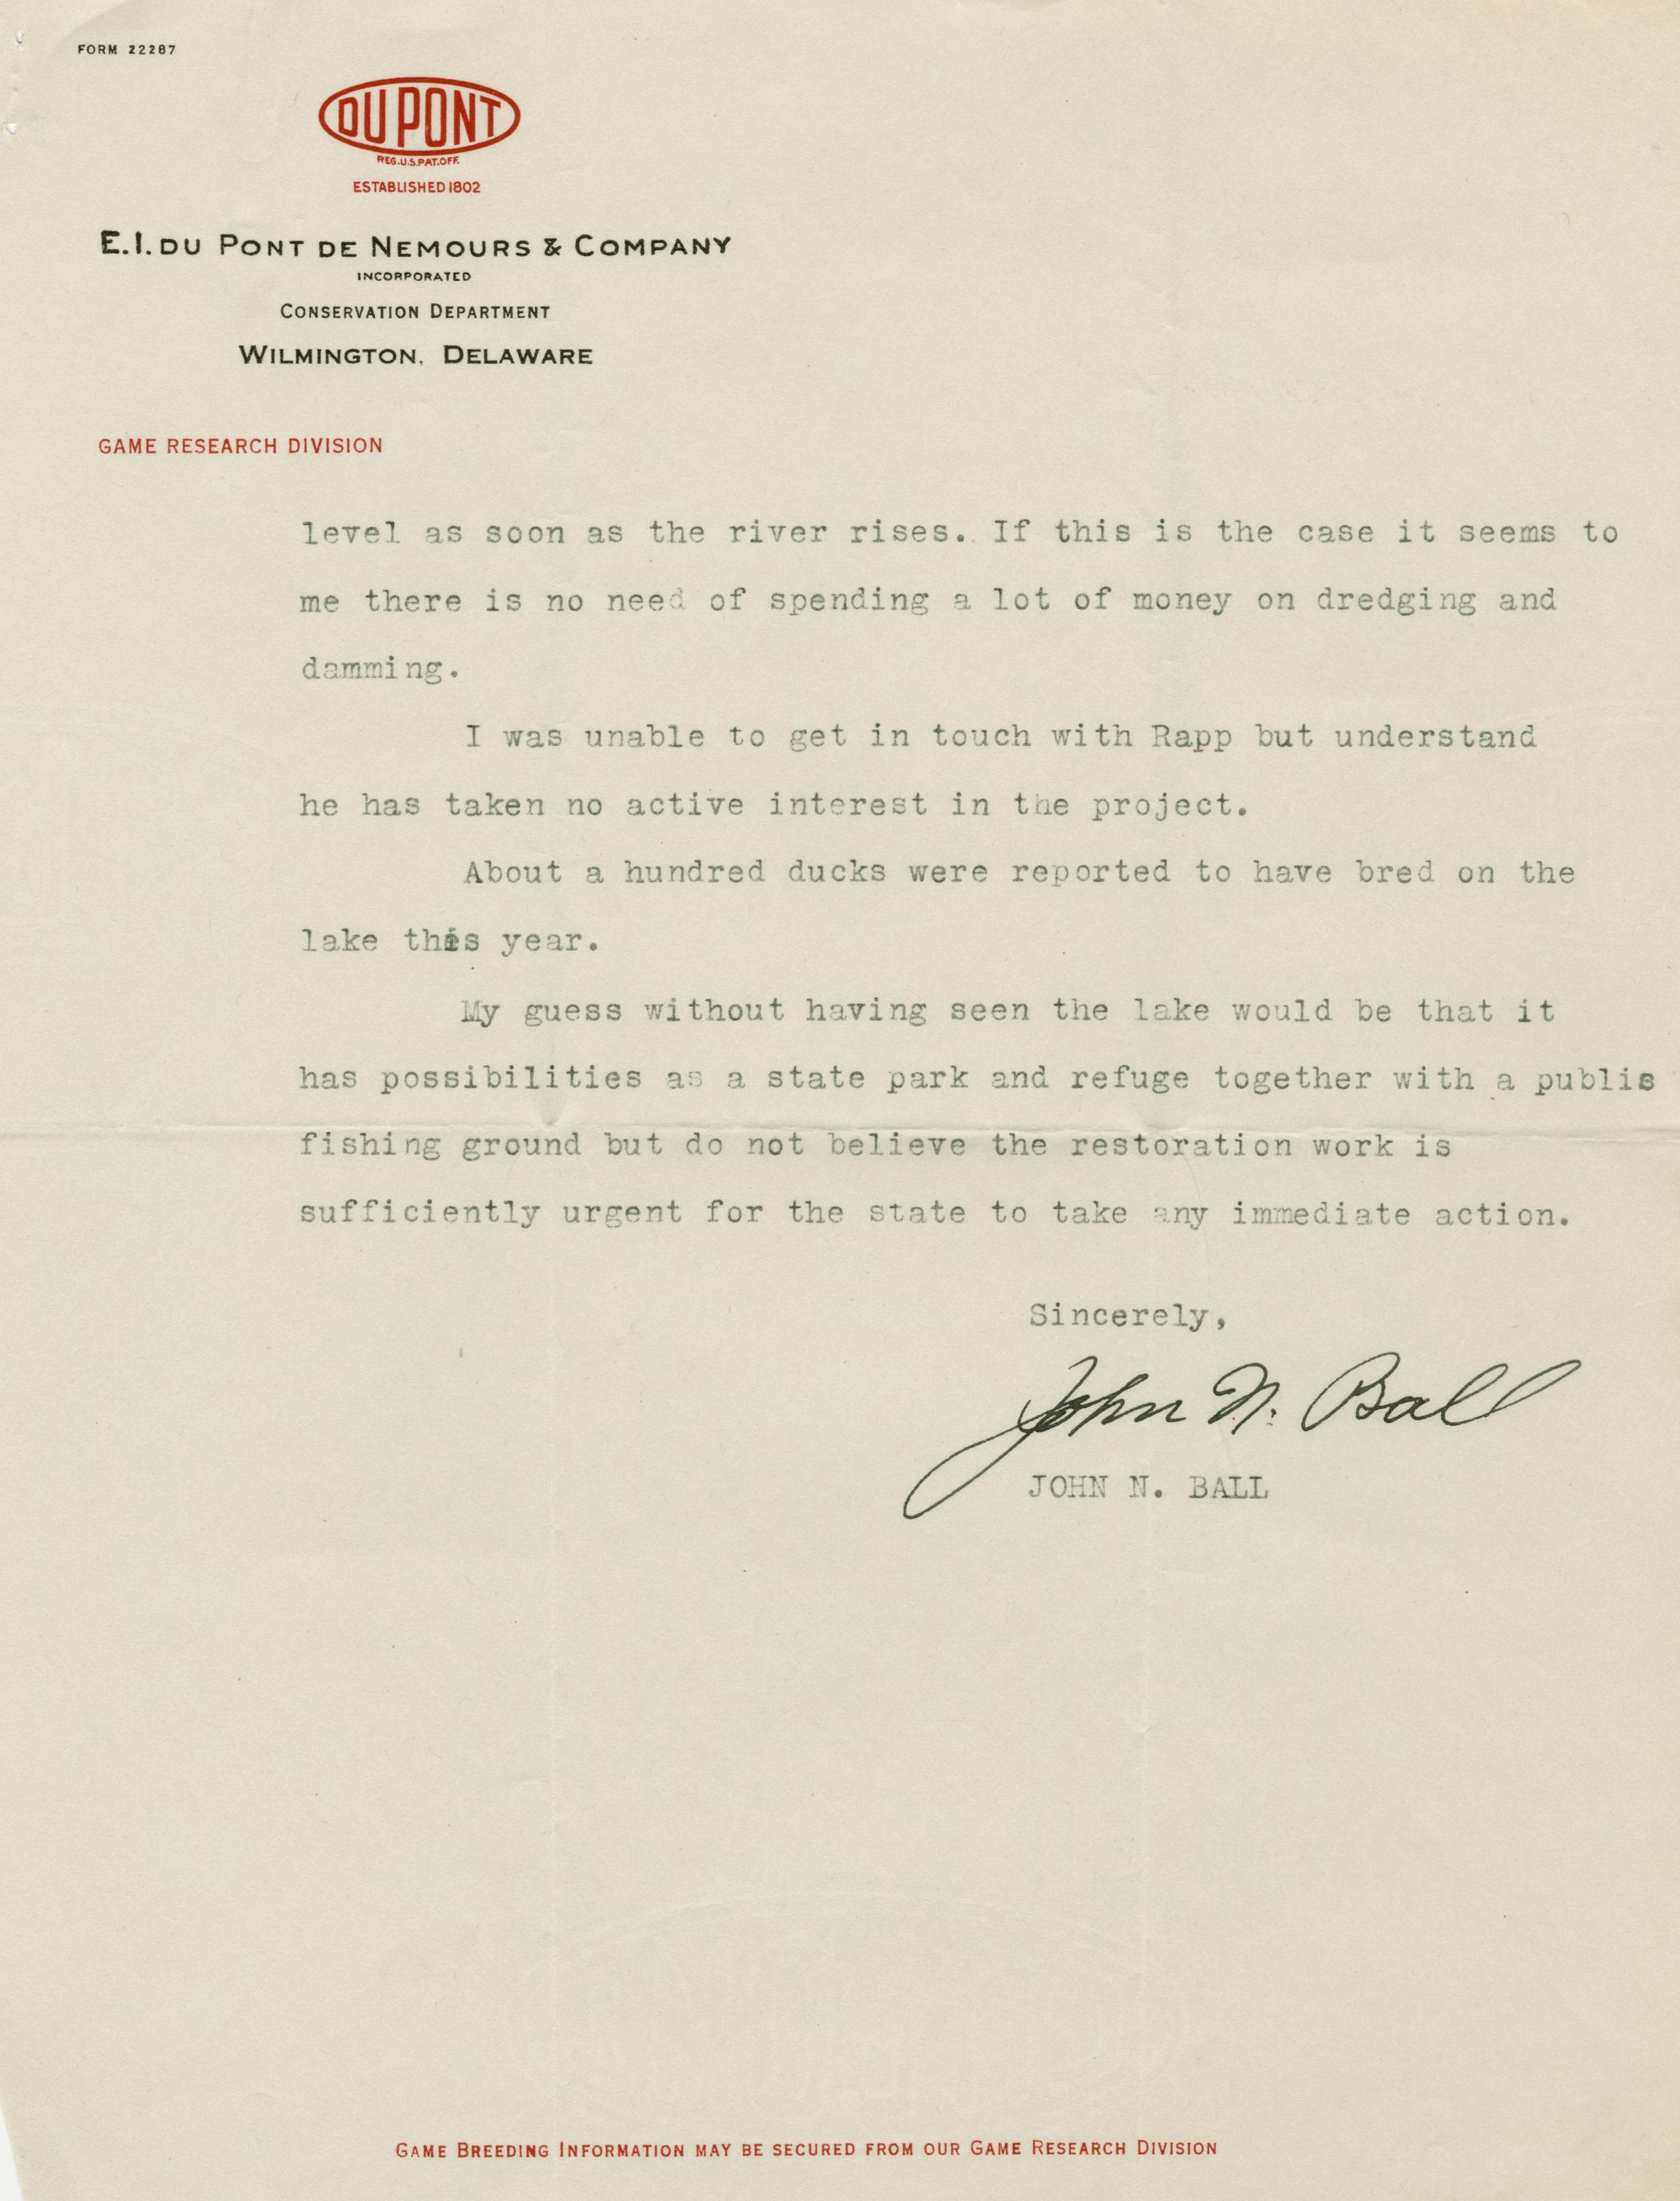 FORM 22287
DU PONT
REG.U.S.PAT.OFF.
ESTABLISHED 1802
E.I. DU PONT DE NEMOURS & COMPANY
INCORPORATED
CONSERVATION DEPARTMENT
WILMINGTON, DELAWARE
GAME RESEARCH DIVISION
level as soon as the river rises. If this is the case it seems to
me there is no need of spending a lot of money on dredging and
damming.
I was unable to get in touch with Rapp but understand
he has taken no active interest in the project.
About a hundred ducks were reported to have bred on the
lake this year.
My guess without having seen the lake would be that it
has possibilities as a state park and refuge together with a publis
fishing ground but do not believe the restoration work is
sufficiently urgent for the state to take any immediate action.
Sincerely,
John N. Ball
JOHN N. BALL
GAME BREEDING INFORMATION MAY BE SECURED FROM OUR GAME RESEARCH DIVISION